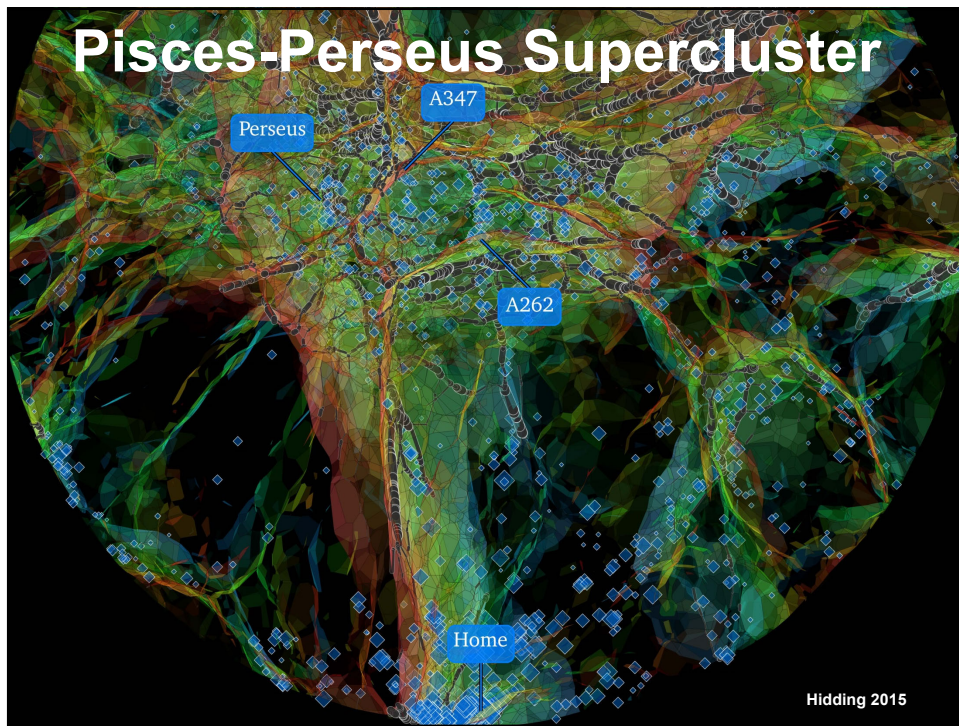 Pisces-Perseus Supercluster
A347
Perseus
A262
Home
Hidding 2015